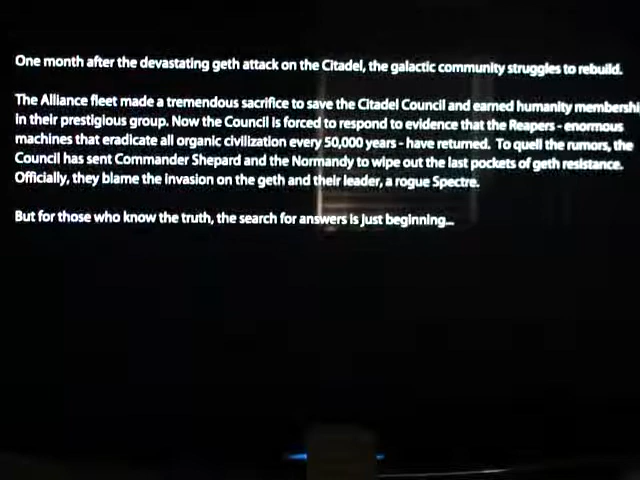 One month after the devastating geth attack on the Citadel, the galactic community struggles to rebuild.
The Alliance fleet made a tremendous sacrifice to save the Citadel Council and earned humanity membershi
in their prestigious group. Now the Council is forced to respond to evidence that the Reapers - enormous
machines that eradicate all organic civilization every 50,000 years - have returned. To quell the rumors, the
Council has sent Commander Shepard and the Normandy to wipe out the last pockets of geth resistance.
Officially, they blame the invasion on the geth and their leader, a rogue Spectre.
But for those who know the truth, the search for answers is just beginning...